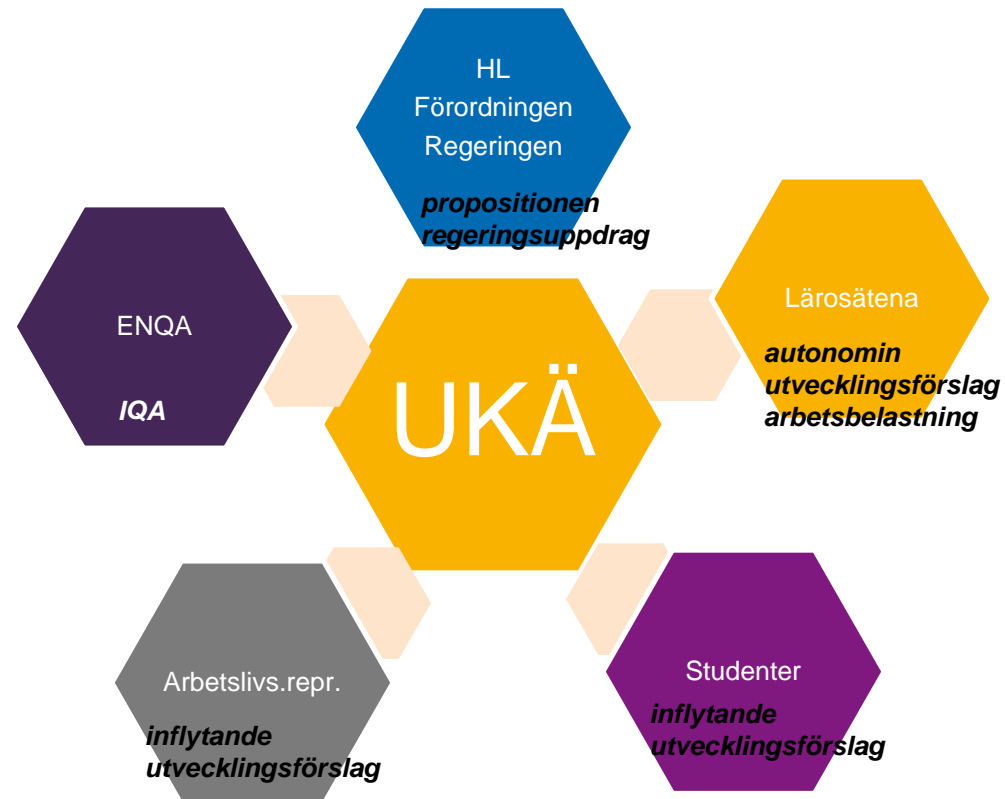 HL
Förordningen
Regeringen
propositionen
regeringsuppdrag
Lärosätena
autonomin
utvecklingsförslag
arbetsbelastning
ENQA
IQA
UKÄ
Arbetslivs.repr.
inflytande
utvecklingsförslag
Studenter
inflytande
utvecklingsförslag